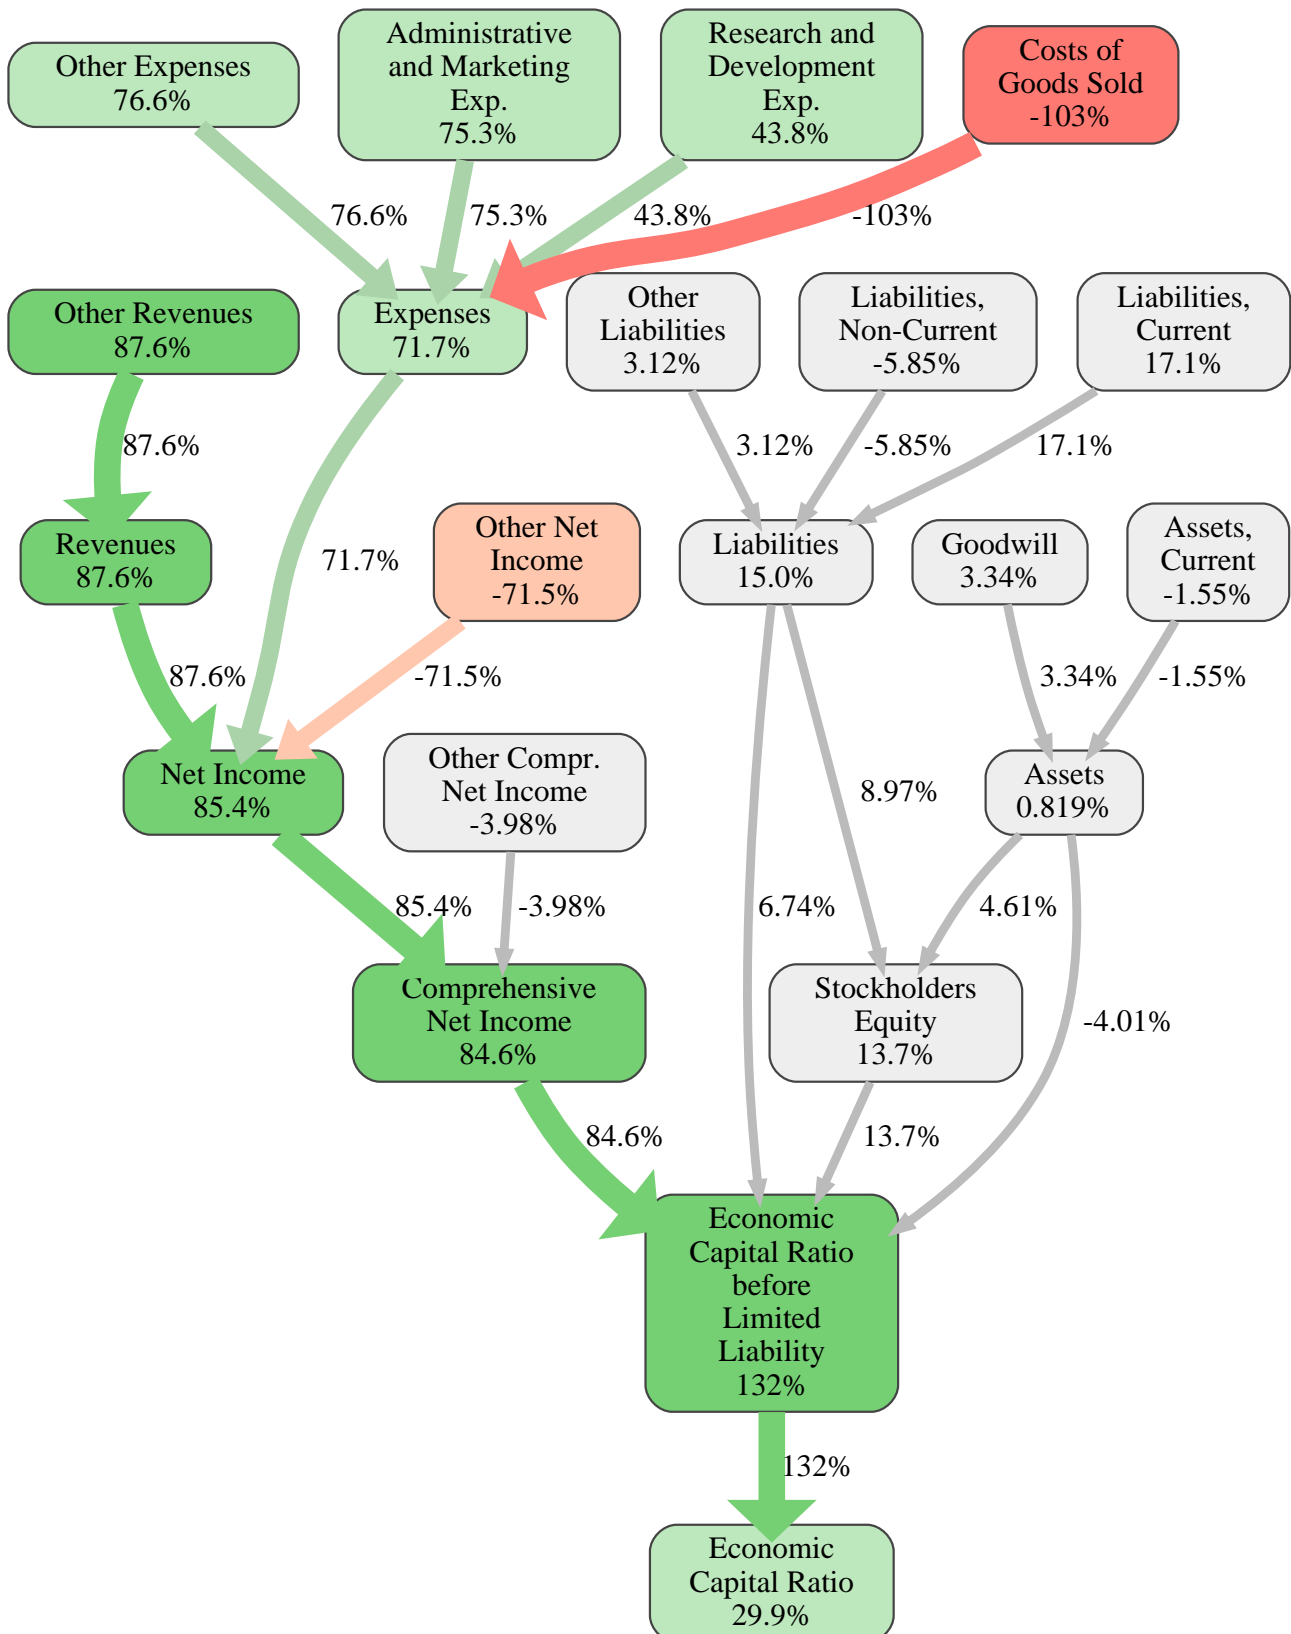 Other Expenses
76.6%
Administrative
and Marketing
Exp.
75.3%
Research and
Development
Exp.
43.8%
Costs of
Goods Sold
-103%
76.6%
75.3%
43.8%
-103%
Other Revenues
87.6%
Expenses
71.7%
Other
Liabilities
3.12%
Liabilities,
Non-Current
-5.85%
Liabilities,
Current
17.1%
87.6%
3.12%
-5.85%
17.1%
Revenues
87.6%
71.7%
Other Net
Income
-71.5%
Liabilities
15.0%
Goodwill
3.34%
Assets,
Current
-1.55%
87.6%
-71.5%
3.34%
-1.55%
Net Income
85.4%
Other Compr.
Net Income
-3.98%
8.97%
Assets
0.819%
85.4%
-3.98%
6.74%
4.61%
Comprehensive
Net Income
84.6%
Stockholders
Equity
13.7%
-4.01%
84.6%
13.7%
Economic
Capital Ratio
before
Limited
Liability
132%
132%
Economic
Capital Ratio
29.9%